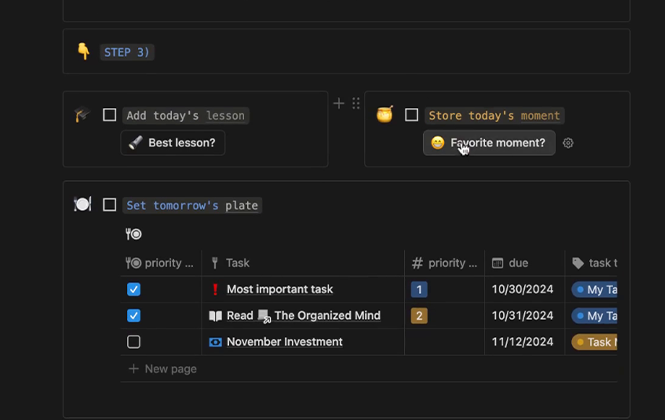 STEP 3)
Add today's lesson
Best lesson?
Store today's moment
Favorite moment?
Set tomorrow's plate
priority ... Task # priority ... due task t
Most important task 1 10/30/2024 My Ta
Read The Organized Mind 2 10/31/2024 My Ta
November Investment 11/12/2024 Task
+ New page